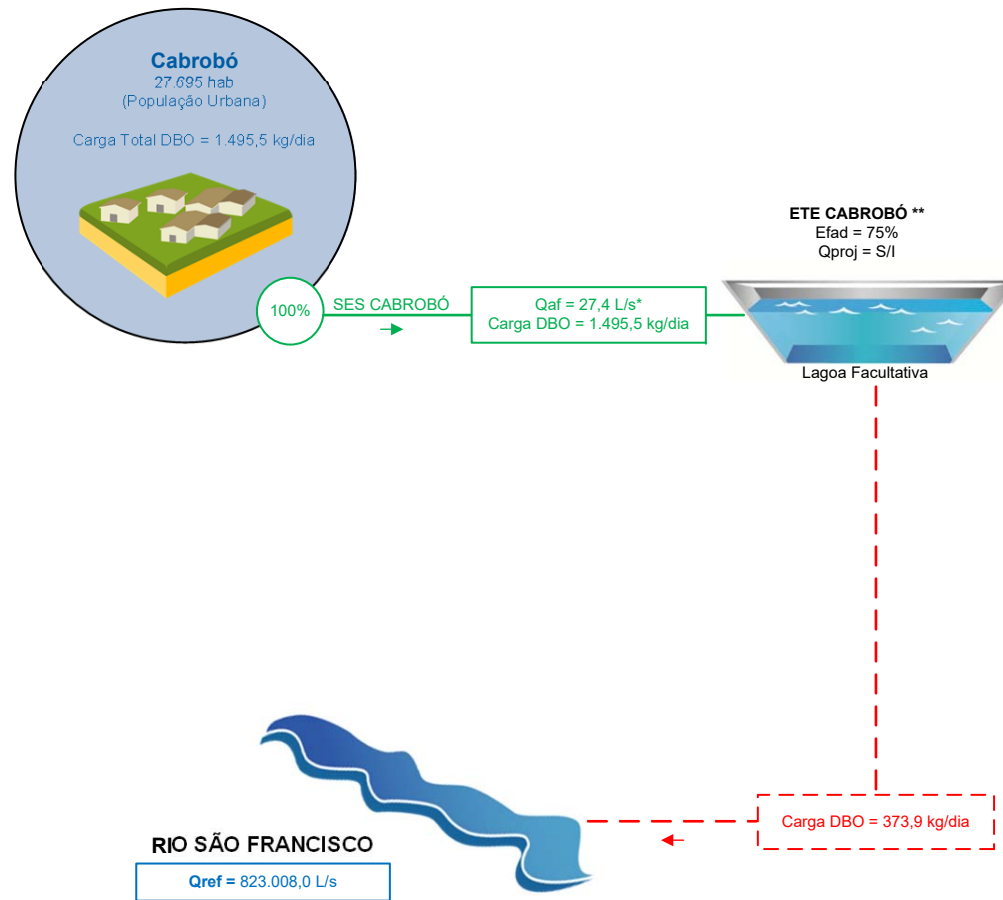 Cabrobó
27.695 hab
(População Urbana)
Carga Total DBO = 1.495,5 kg/dia
100%
SES CABROBÓ
Qaf = 27,4 L/s*
Carga DBO = 1.495,5 kg/dia
ETE CABROBÓ **
Efad = 75%
Qproj = S/I
Lagoa Facultativa
Carga DBO = 373,9 kg/dia
RIO SÃO FRANCISCO
Qref = 823.008,0 L/s